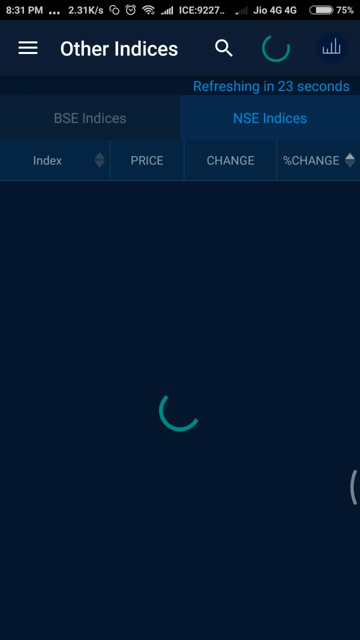 8:31 PM ... 2.31K/s ICE:9227.. Jio 4G 4G 75%
Other Indices
Refreshing in 23 seconds
BSE Indices NSE Indices
Index PRICE CHANGE %CHANGE